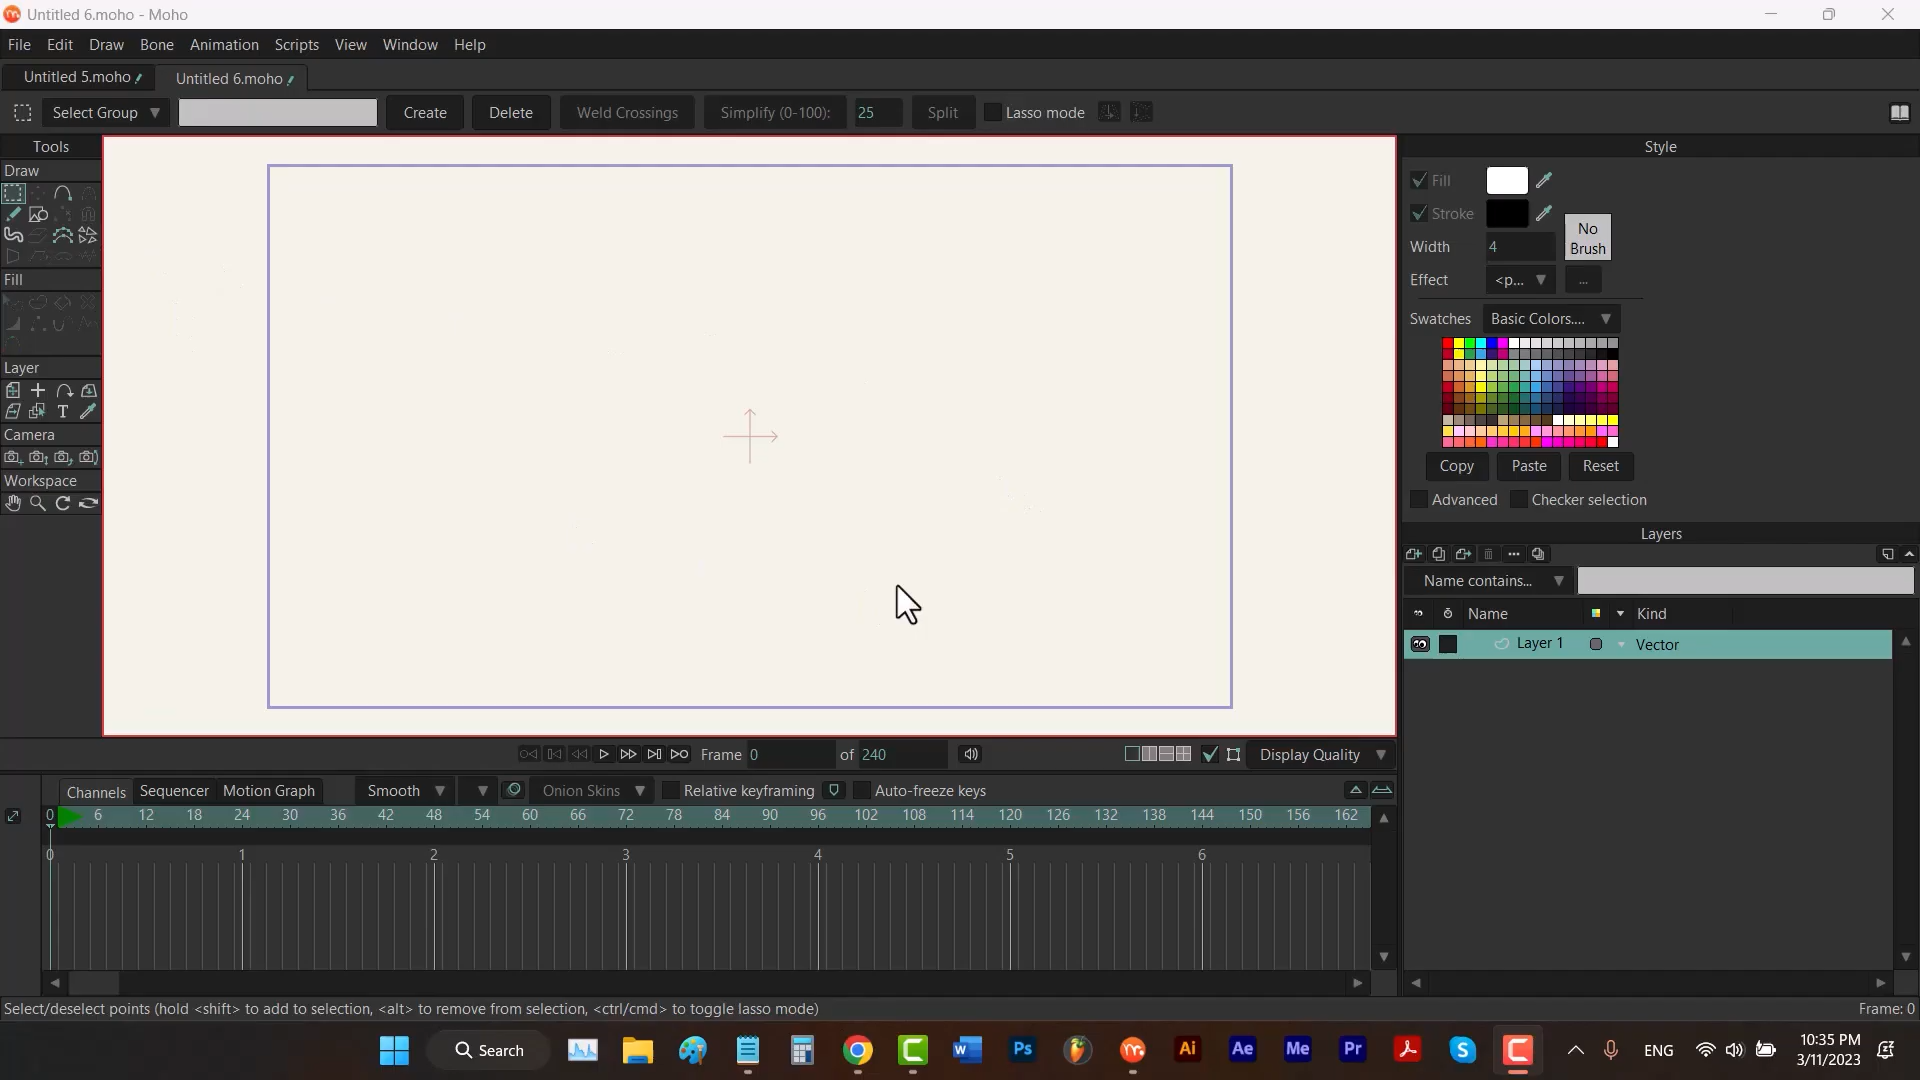 Untitled 6.moho - Moho
File Edit Draw Bone Animation Scripts View Window Help
Untitled 5.moho Untitled 6.moho
Select Group Create Delete Weld Crossings Simplify (0-100): 25 Split Lasso mode
Tools
Draw
Fill
Layer
T
Camera
Workspace
Style
Fill
Stroke
No
Brush
Width 4
Effect <p... ...
Swatches Basic Colors....
Copy Paste Reset
Advanced Checker selection
Layers
Name contains...
Name Kind
Layer 1 Vector
Frame 0 of 240 Display Quality
Channels Sequencer Motion Graph Smooth Onion Skins Relative keyframing Auto-freeze keys
0 6 12 18 24 30 36 42 48 54 60 66 72 78 84 90 96 102 108 114 120 126 132 138 144 150 156 162
0 1 2 3 4 5 6
Select/deselect points (hold <shift> to add to selection, <alt> to remove from selection, <ctrl/cmd> to toggle lasso mode) Frame: 0
Search Ps Ai Ae Me Pr ENG
10:35 PM
3/11/2023